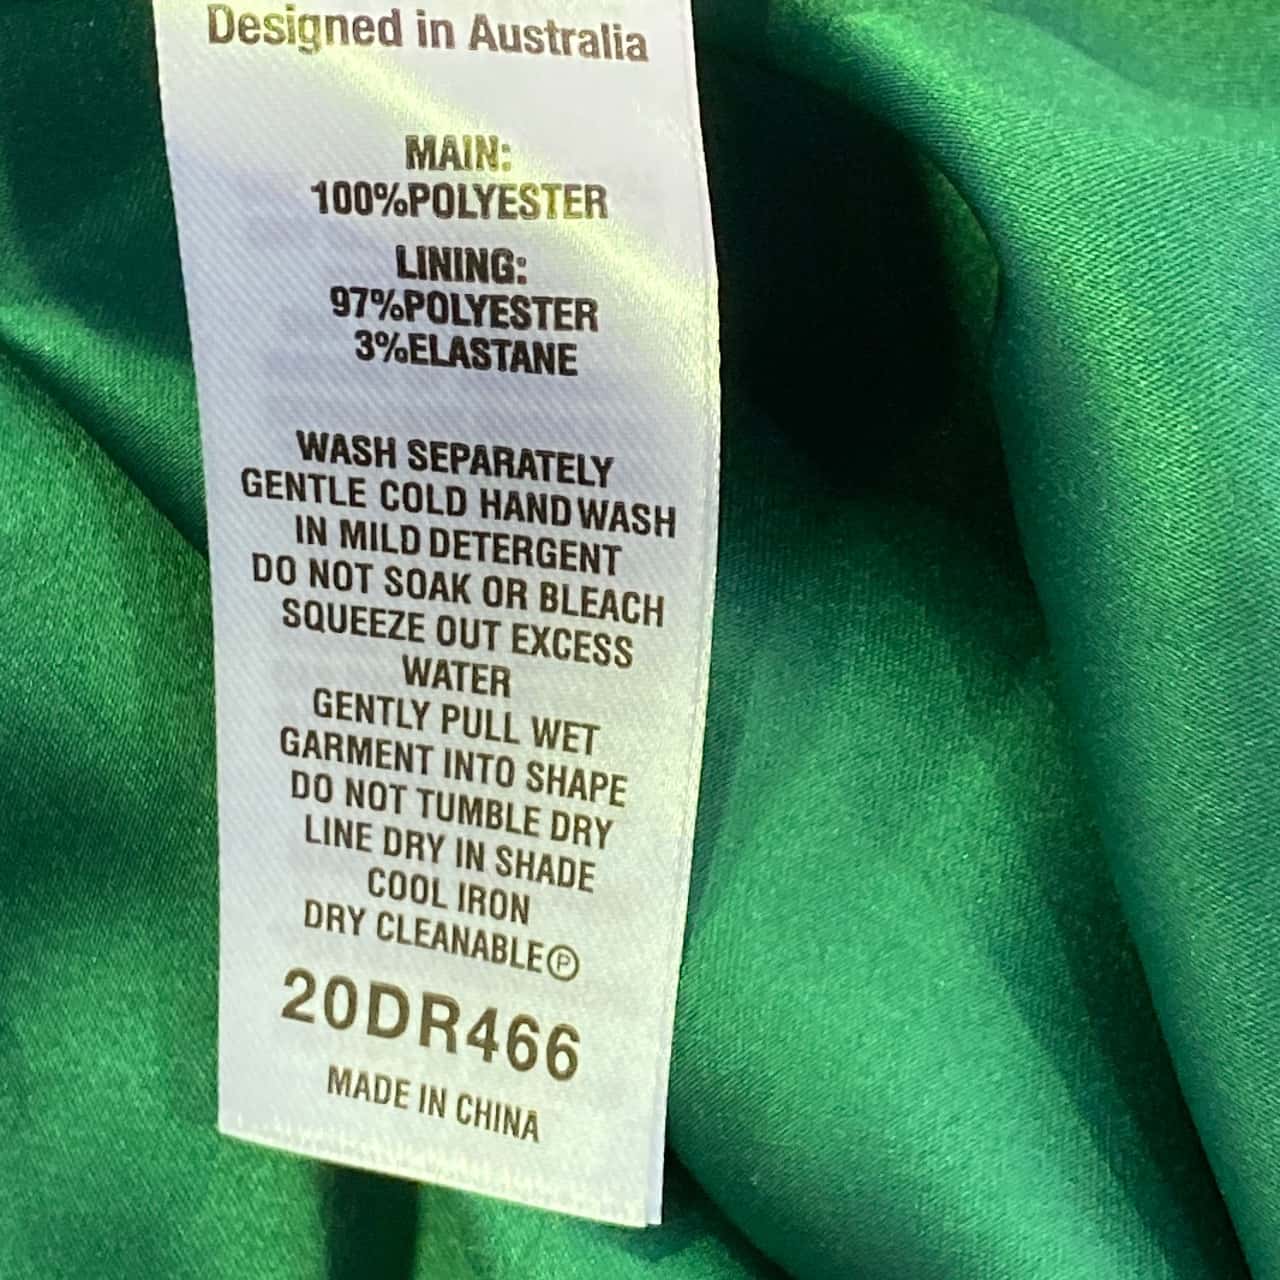 Designed in Australia
MAIN:
100%POLYESTER
LINING:
97%POLYESTER
3%ELASTANE
WASH SEPARATELY
GENTLE COLD HAND WASH
IN MILD DETERGENT
DO NOT SOAK OR BLEACH
SQUEEZE OUT EXCESS
WATER
GENTLY PULL WET
GARMENT INTO SHAPE
DO NOT TUMBLE DRY
LINE DRY IN SHADE
COOL IRON
DRY CLEANABLE Ⓟ
20DR466
MADE IN CHINA